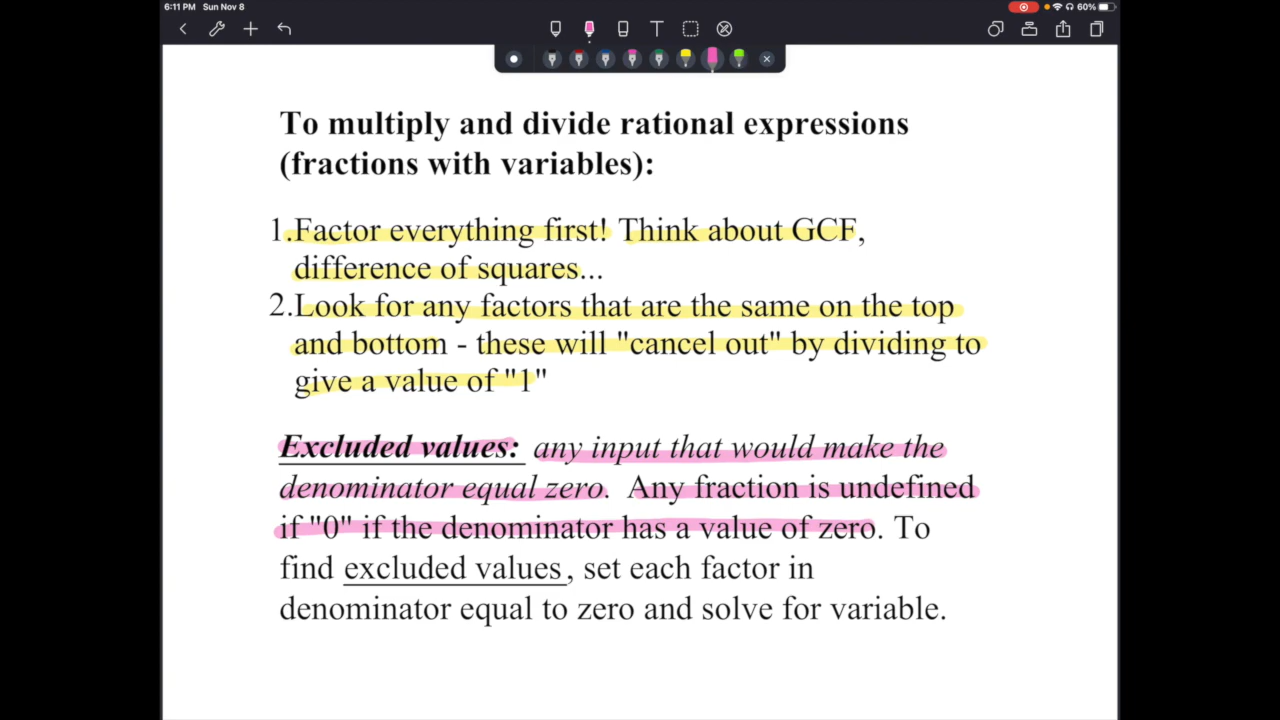 6:11 PM Sun Nov 8
60%
T
To multiply and divide rational expressions
(fractions with variables):
1.Factor everything first! Think about GCF,
difference of squares...
2.Look for any factors that are the same on the top
and bottom - these will "cancel out" by dividing to
give a value of "1"
Excluded values: any input that would make the
denominator equal zero. Any fraction is undefined
if "0" if the denominator has a value of zero. To
find excluded values, set each factor in
denominator equal to zero and solve for variable.